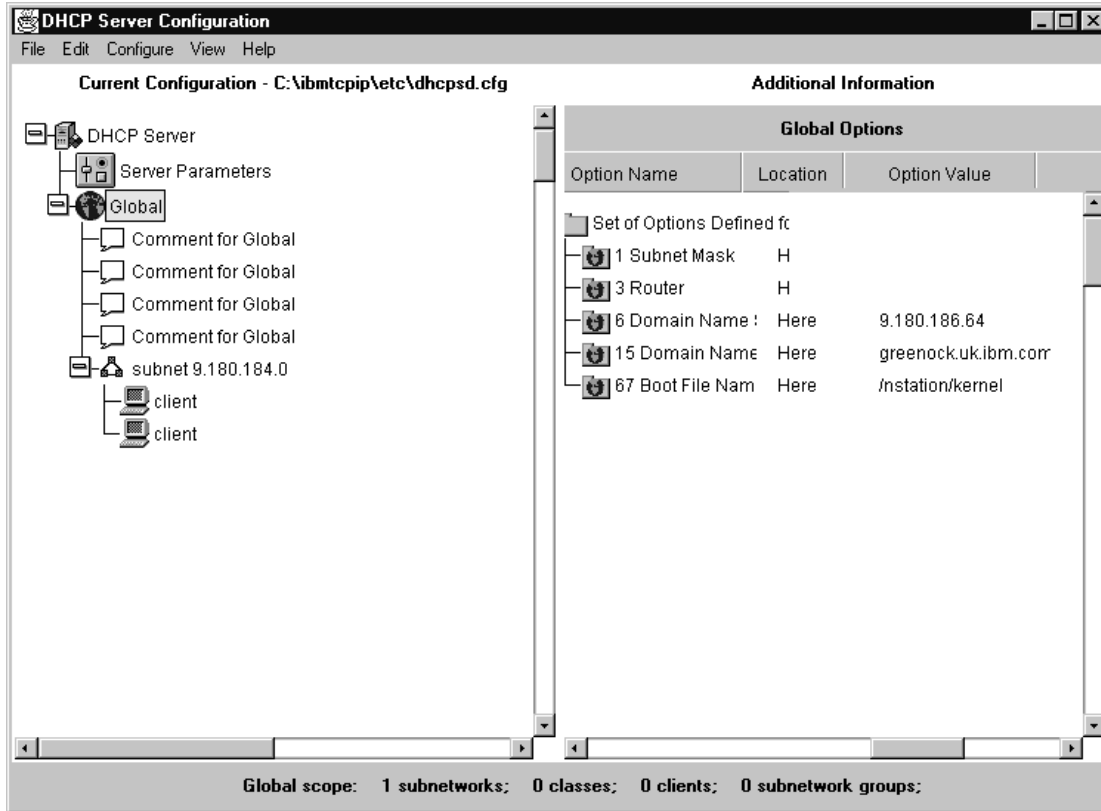 DHCP Server Configuration
File Edit Configure View Help
Current Configuration - C:\ibmtcpip\etc\dhcpsd.cfg
Additional Information
DHCP Server
Server Parameters
Global
Comment for Global
Comment for Global
Comment for Global
Comment for Global
subnet 9.180.184.0
client
client
Global Options
Option Name Location Option Value
Set of Options Defined fo
1 Subnet Mask H
3 Router H
6 Domain Name Here 9.180.186.64
15 Domain Name Here greenock.uk.ibm.com
67 Boot File Nam Here /nstation/kernel
Global scope: 1 subnetworks; 0 classes; 0 clients; 0 subnetwork groups;